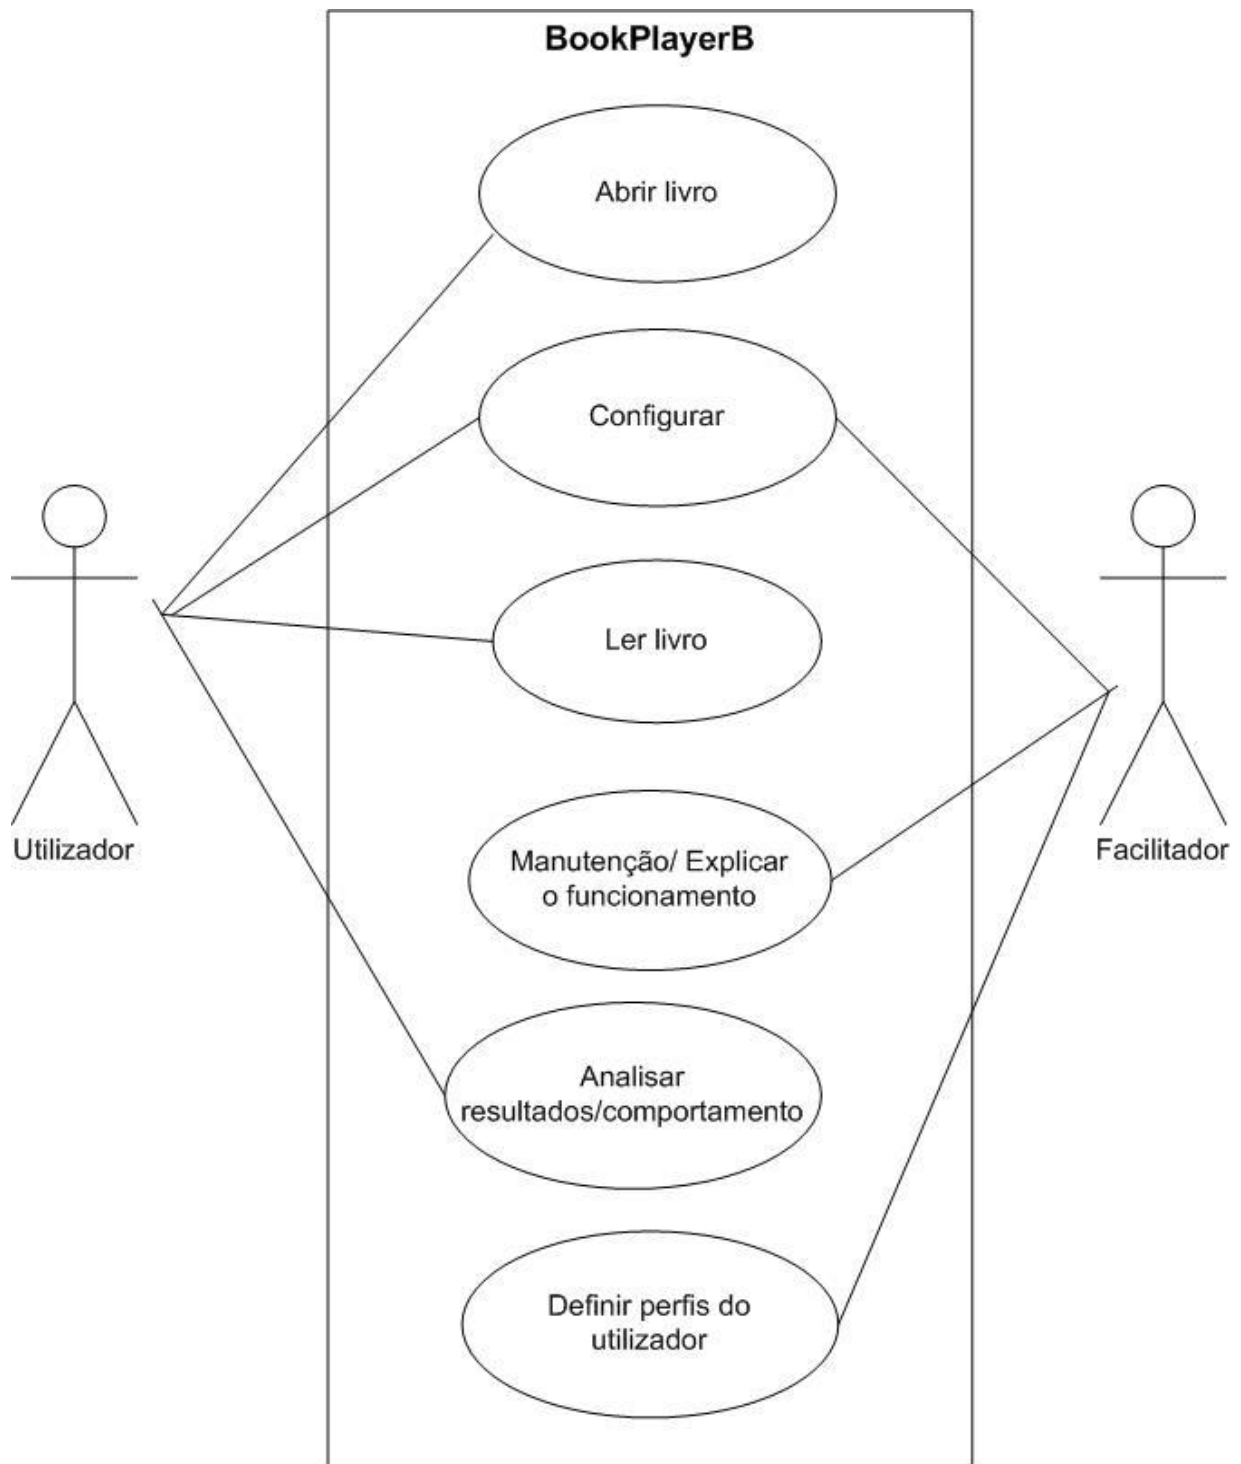 BookPlayerB
Abrir livro
Configurar
Ler livro
Utilizador
Facilitador
Manutenção/ Explicar
o funcionamento
Analisar
resultados/comportamento
Definir perfis do
utilizador